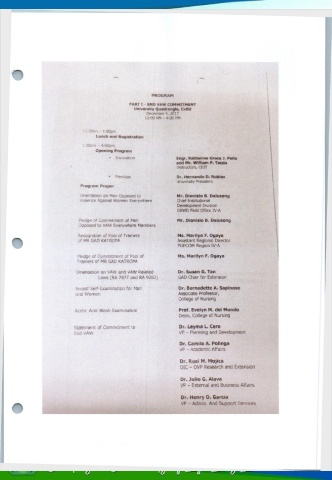 PROGRAM
PART I - END VAW COMMITMENT
University Quadrangle, CvSU
December 5, 2017
12:00 NN - 4:00 PM
12:00nn - 1:00pm
Lunch and Registration
1:00pm - 4:00pm
Opening Program
Invocation
Engr. Katherine Grace J. Peña
and Mr. William P.
Instructors, CEIT
Message
Dr. Hernando D. Robles
University President
Program Proper
Orientation on Men Opposed to
Violence Against Women Everywhere
Mr. Dionisio B. Delusong
Chief Institutional
Development Division
DSWD Field Office IV-A
Pledge of Commitment of Men
Opposed to VAW Everywhere Members
Mr. Dionisio B. Delusong
Recognition of Pool of Trainers
of MR GAD KATROPA
Ms. Marilyn F. Ogaya
Assistant Regional Director
POPCOM Region IV-A
Pledge of Commitment of Pool of
Trainers of MR GAD KATROPA
Ms. Marilyn F. Ogaya
Orientation on VAW and VAW Related
Laws (RA 7877 and RA 9262)
Dr. Susan G. Tan
GAD Chair for Extension
Breast Self-Examination for Men
and Women
Dr. Bernadette A. Sapinoso
Associate Professor,
College of Nursing
Acetic Acid Wash Examination
Prof. Evelyn M. del Mundo
Dean, College of Nursing
Statement of Commitment to
End VAW
Dr. Leyma L. Cero
VP - Planning and Development
Dr. Camilo A. Polinga
VP - Academic Affairs
Dr. Ruel M. Mojica
OIC - OVP Research and Extension
Dr. Julio G. Alava
VP - External and Business Affairs
Dr. Henry O. Garcia
VP - Admin. And Support Services